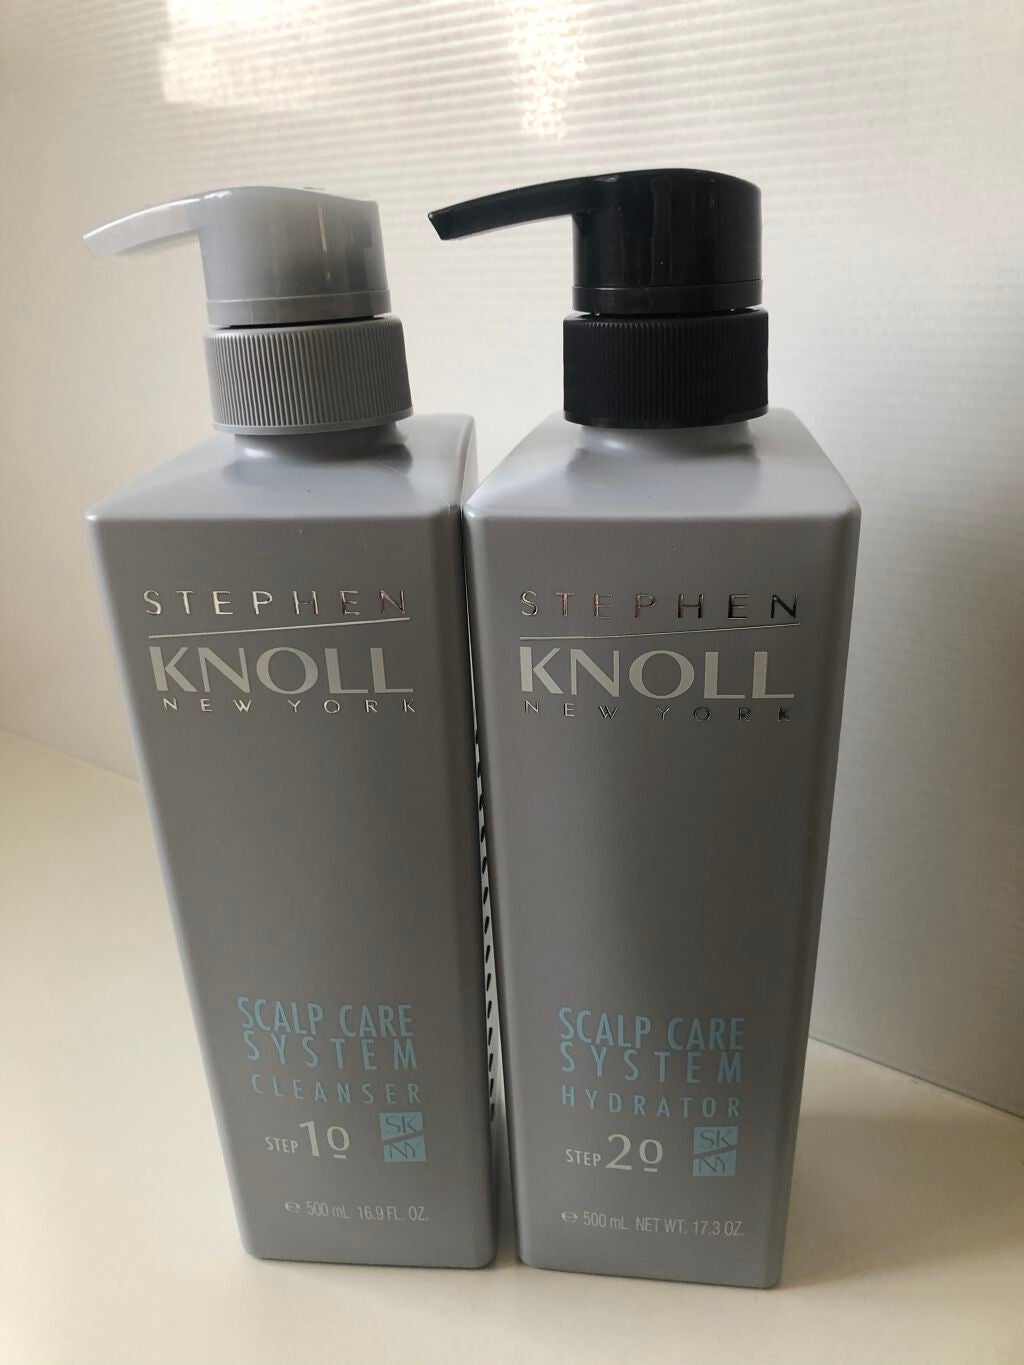 STEPHEN
KNOLL
NEW YORK
SCALP CARE
SYSTEM
CLEANSER
STEP 1o
SK
NY
e 500 mL 16.9 FL. OZ.
STEPHEN
KNOLL
NEW YORK
SCALP CARE
SYSTEM
HYDRATOR
STEP 2o
SK
NY
e 500 mL NET WT. 17.3 OZ.